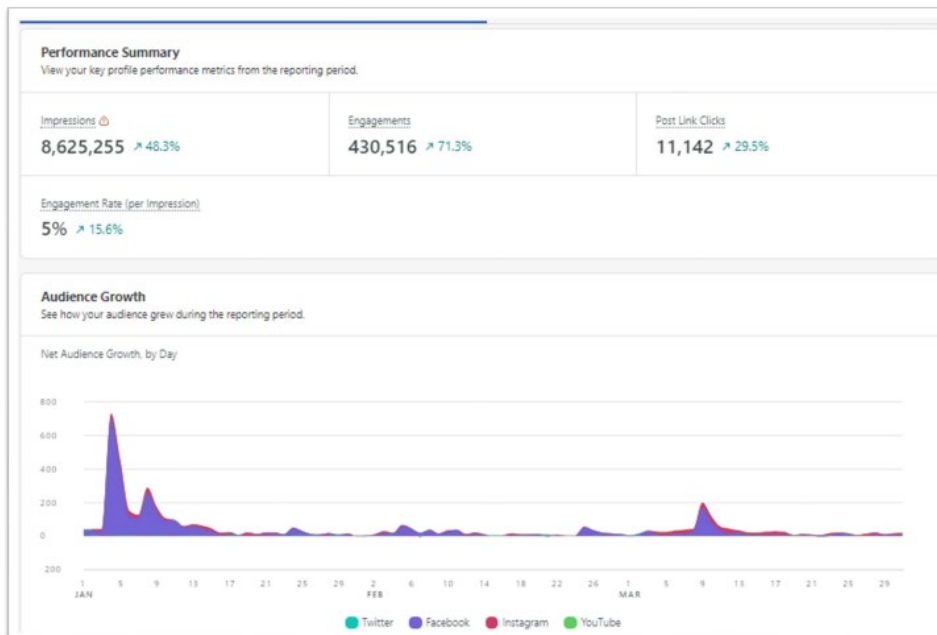 Performance Summary
View your key profile performance metrics from the reporting period.
Impressions
8,625,255 ↗ 48.3%
Engagements
430,516 ↗ 71.3%
Post Link Clicks
11,142 ↗ 29.5%
Engagement Rate (per Impression)
5% ↗ 15.6%
Audience Growth
See how your audience grew during the reporting period.
Net Audience Growth, by Day
800
600
400
200
0
200
1 5 9 13 17 21 25 29 2 6 10 14 18 22 26 1 5 9 13 17 21 25 29
JAN FEB MAR
Twitter Facebook Instagram YouTube